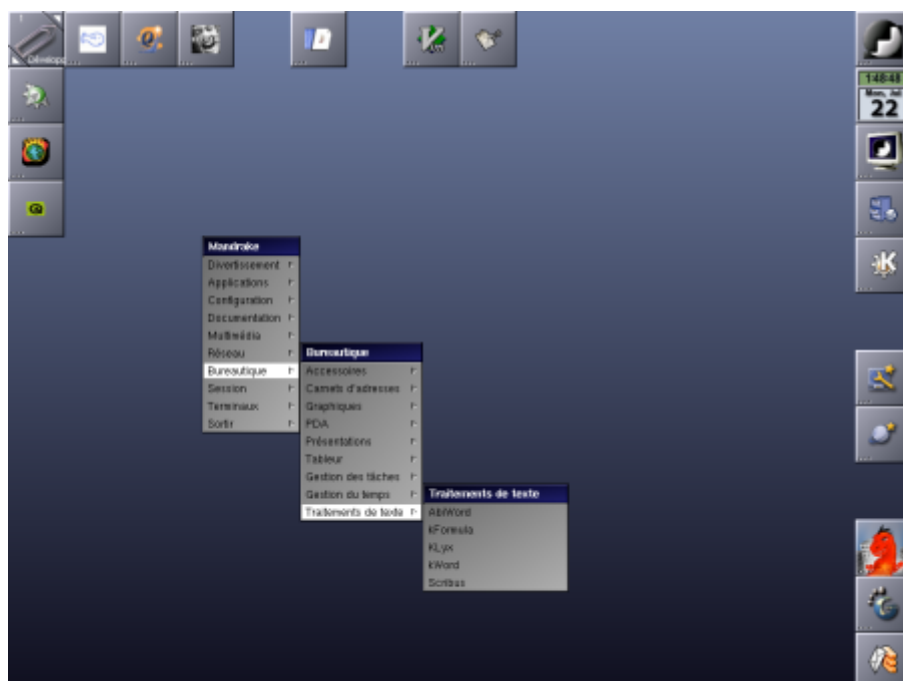 1:48:48
22
Mandrake
Divertissement
Applications
Configuration
Documentation
Multimédia
Réseau
Bureautique
Session
Terminaux
Sortir
Bureautique
Accessoires
Carnets d'adresses
Graphiques
PDA
Présentations
Tableur
Gestion des tâches
Gestion du temps
Traitements de texte
Traitements de texte
AbiWord
kFormula
KLyx
kWord
Scribus